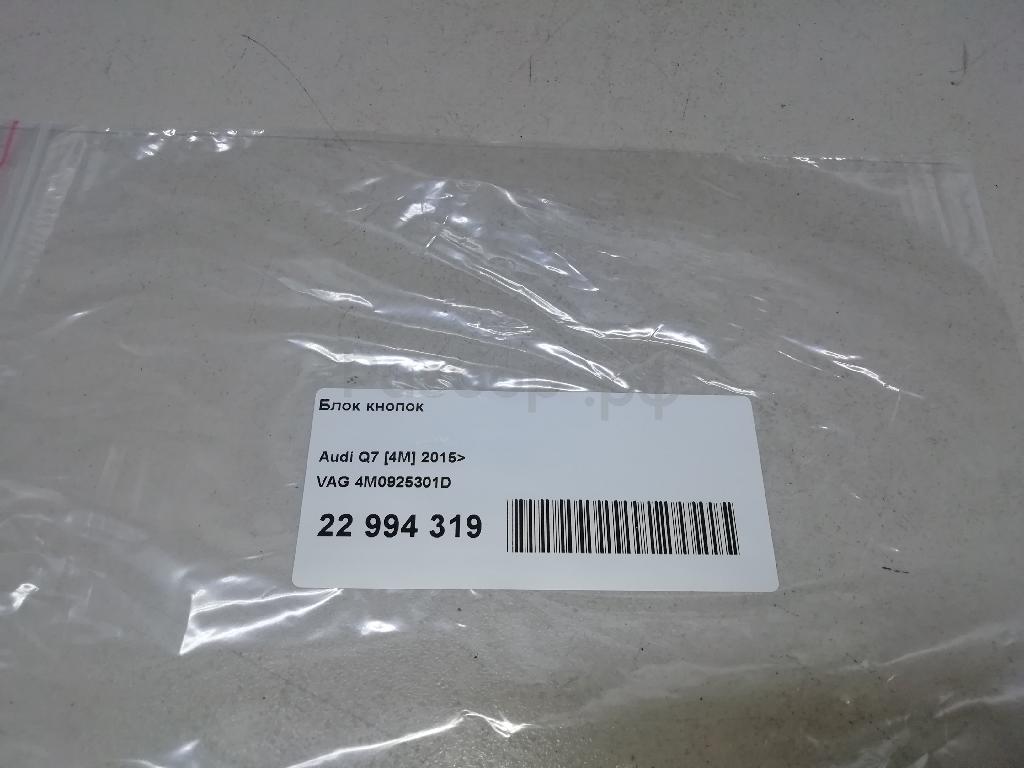 Блок кнопок
Audi Q7 [4M] 2015>
VAG 4M0925301D
22 994 319